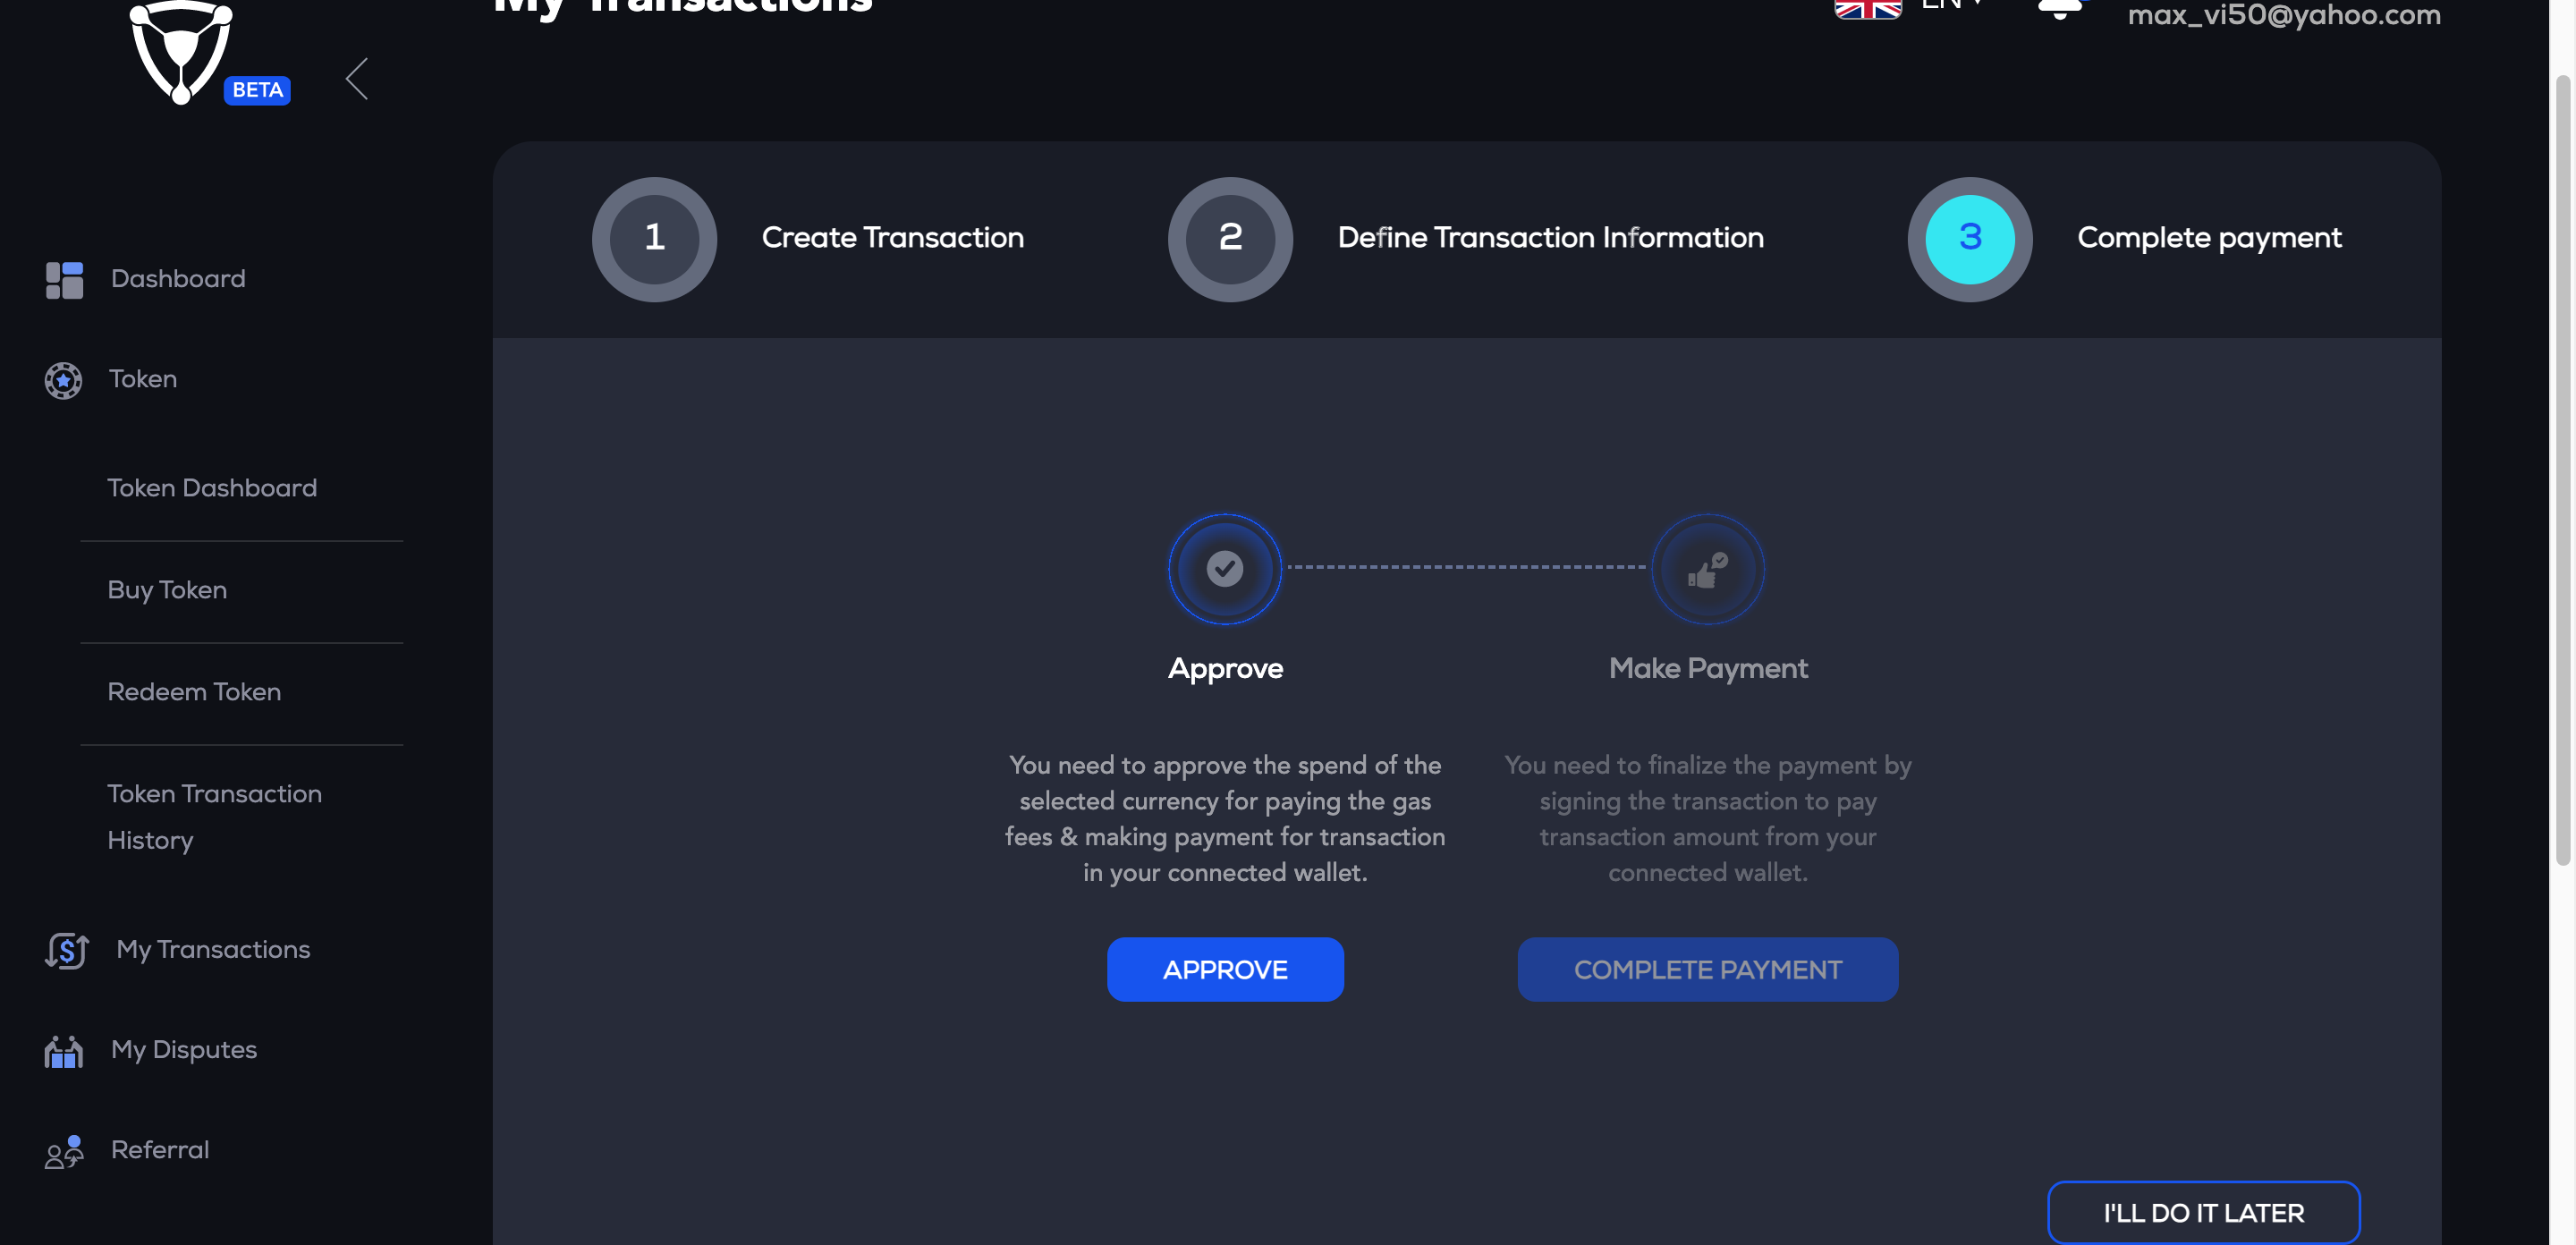 My Transactions
EN
max_vi50@yahoo.com
BETA
1
Create Transaction
2
Define Transaction Information
3
Complete payment
Dashboard
Token
Token Dashboard
Buy Token
Redeem Token
Token Transaction
History
My Transactions
My Disputes
Referral
Approve
You need to approve the spend of the
selected currency for paying the gas
fees & making payment for transaction
in your connected wallet.
APPROVE
Make Payment
You need to finalize the payment by
signing the transaction to pay
transaction amount from your
connected wallet.
COMPLETE PAYMENT
I'LL DO IT LATER